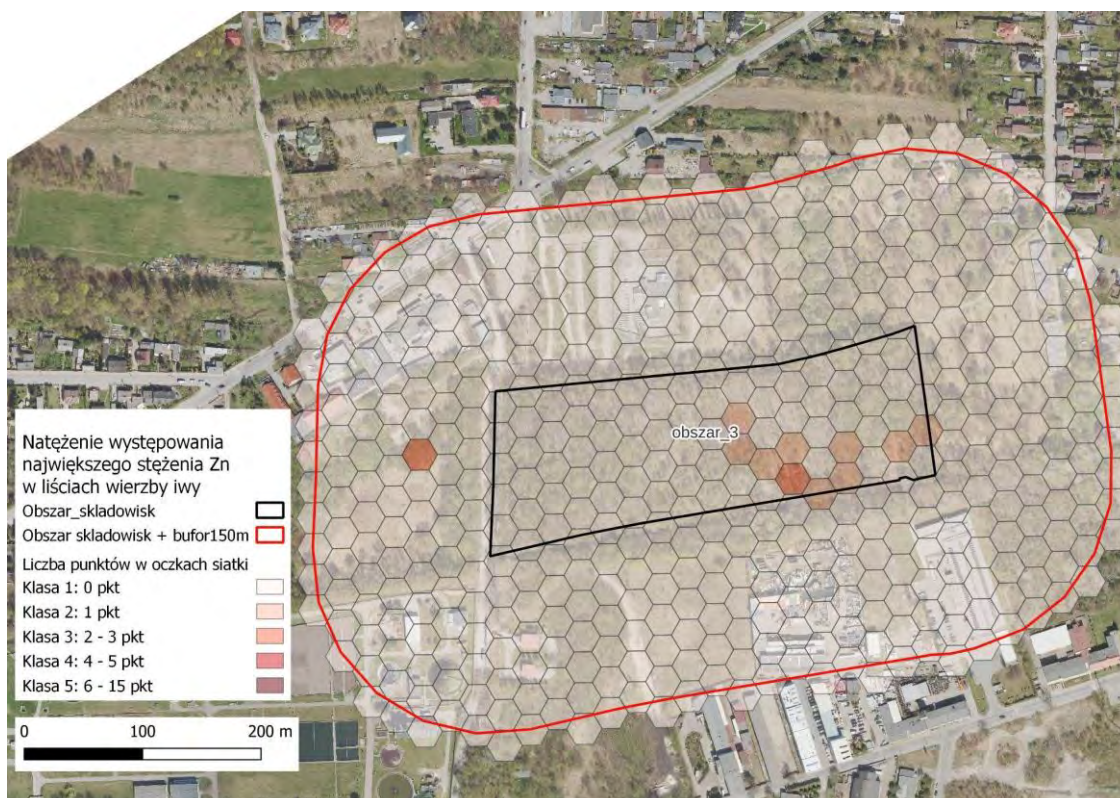 obszar_3
Natężenie występowania
największego stężenia Zn
w liściach wierzby iwy
Obszar_skladowisk
Obszar skladowisk + bufor150m
Liczba punktów w oczkach siatki
Klasa 1: 0 pkt
Klasa 2: 1 pkt
Klasa 3: 2 - 3 pkt
Klasa 4: 4 - 5 pkt
Klasa 5: 6 - 15 pkt
0 100 200 m